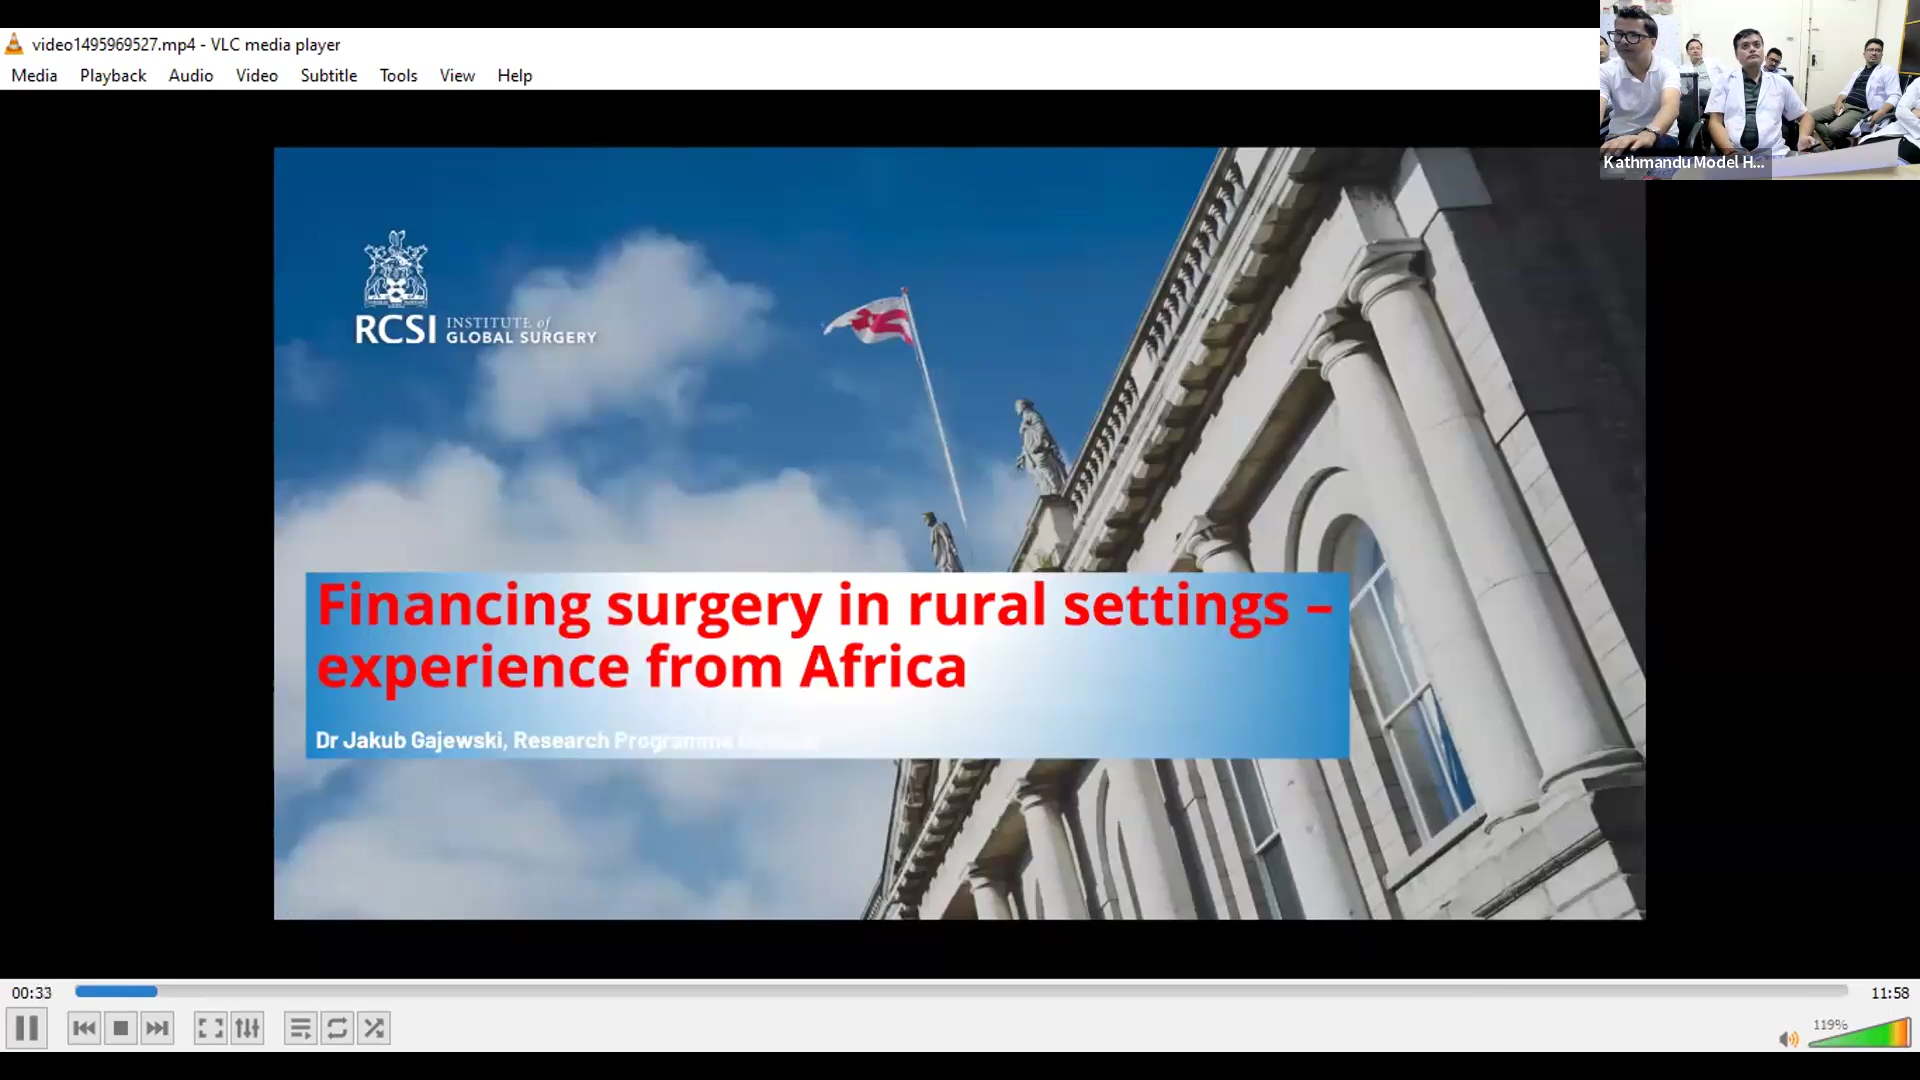 video1495969527.mp4 - VLC media player
Media Playback Audio Video Subtitle Tools View Help
Kathmandu Model H...
RCSI INSTITUTE of
GLOBAL SURGERY
Financing surgery in rural settings –
experience from Africa
Dr Jakub Gajewski, Research Programme
00:33
11:58
119%